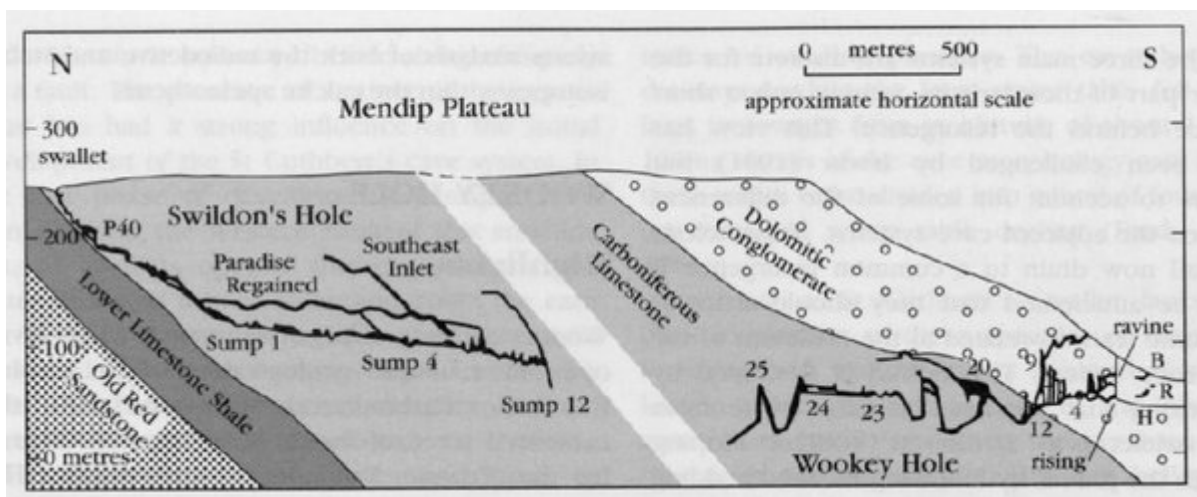 N
0 metres 500
S
Mendip Plateau
approximate horizontal scale
300
swallet
Swildon's Hole
P40
200
Southeast
Inlet
Paradise
Regained
Dolomitic
Conglomerate
Carboniferous
Limestone
Lower Limestone Shale
Sump 1
Sump 4
ravine
100
Old Red
Sandstone
25
20
9
B
R
Sump 12
24
23
12
4
H
0 metres
Wookey Hole
rising